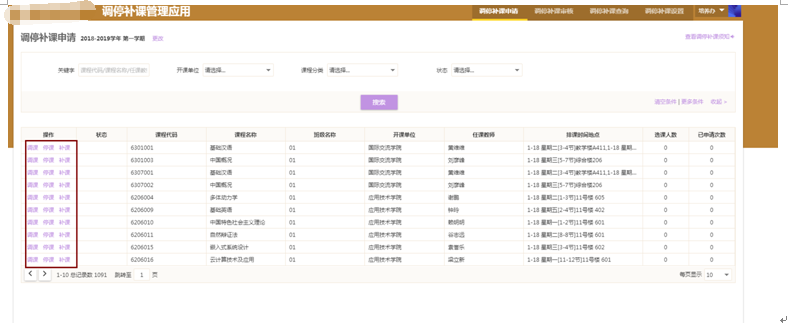 调停补课管理应用
调停补课申请 调停补课审核 调停补课查询 调停补课设置 培养办
调停补课申请 2018-2019学年 第一学期 更改
查看调停补课须知
关键字 课程代码/课程名称/任课教 开课单位 请选择... 课程分类 请选择... 状态 请选择...
搜索 清空条件 | 更多条件 收起
操作 状态 课程代码 课程名称 班级名称 开课单位 任课教师 排课时间地点 选课人数 已申请次数
调课 停课 补课 6301001 基础汉语 01 国际交流学院 1-18 星期二[3-4节]教学楼A411,1-18 星期... 0 0
调课 停课 补课 6301003 中国概况 01 国际交流学院 1-18 星期三[5-7节]综合楼206 0 0
调课 停课 补课 6307001 基础汉语 01 国际交流学院 1-18 星期二[3-4节]教学楼A411,1-18 星期... 0 0
调课 停课 补课 6307002 中国概况 01 国际交流学院 1-18 星期三[5-7节]综合楼206 0 0
调课 停课 补课 6206004 多体动力学 01 应用技术学院 谢鹏 1-18 星期二[1-3节]11号楼 605 0 0
调课 停课 补课 6206009 基础英语 01 应用技术学院 钟玲 1-18 星期五[2-4节]11号楼 402 0 0
调课 停课 补课 6206010 中国特色社会主义理论 01 应用技术学院 赖明明 1-18 星期一[1-2节]11号楼 601 0 0
调课 停课 补课 6206011 自然辩证法 01 应用技术学院 谷志远 1-18 星期二[8-8节]11号楼 601 0 0
调课 停课 补课 6206015 嵌入式系统设计 01 应用技术学院 1-18 星期三[3-4节]11号楼 602 0 0
调课 停课 补课 6206016 云计算技术及应用 01 应用技术学院 梁立新 1-18 星期一[11-12节]11号楼 601 0 0
1-10 总记录数 1091 跳转至 1 页 每页显示 10